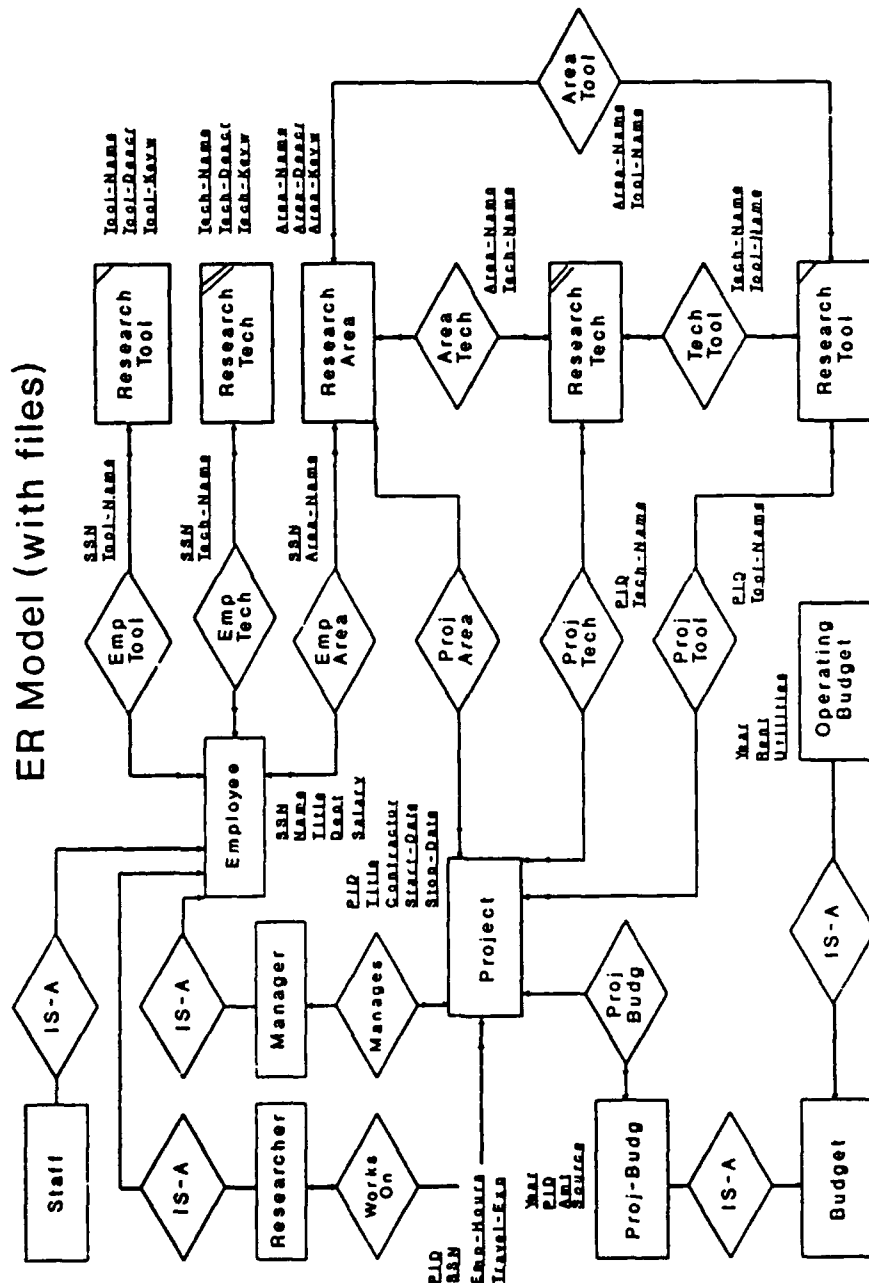 ER Model (with files)
Staff
IS-A
Researcher
IS-A
Works
On
PID
SSN
Emp-Hours
Travel-Exp
IS-A
Manager
Manages
Employee
SSN
Name
Title
Dept
Salary
PID
Title
Contractor
Start-Date
Stop-Date
Project
Proj
Budg
Year
PID
Amt
Source
Proj-Budg
IS-A
Budget
IS-A
Year
Rent
Utilities
Operating
Budget
Emp
Tool
SSN
Tool-Name
Research
Tool
Tool-Name
Tool-Descr
Tool-Keyw
Emp
Tech
SSN
Tech-Name
Research
Tech
Tech-Name
Tech-Descr
Tech-Keyw
Emp
Area
SSN
Area-Name
Research
Area
Area-Name
Area-Descr
Area-Keyw
Proj
Area
Area
Tech
Area-Name
Tech-Name
Proj
Tech
PID
Tech-Name
Research
Tech
Proj
Tool
PID
Tool-Name
Tech
Tool
Tech-Name
Tool-Name
Research
Tool
Area
Tool
Area-Name
Tool-Name